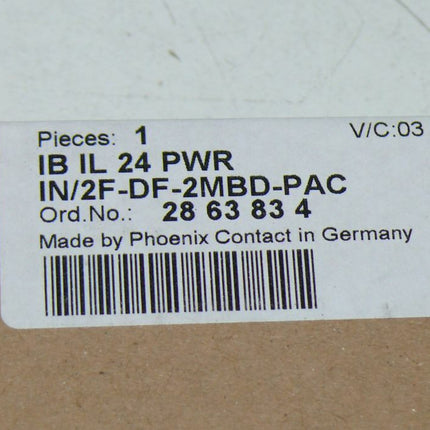 Pieces: 1 V/C:03
IB IL 24 PWR
IN/2F-DF-2MBD-PAC
Ord.No.: 28 63 83 4
Made by Phoenix Contact in Germany